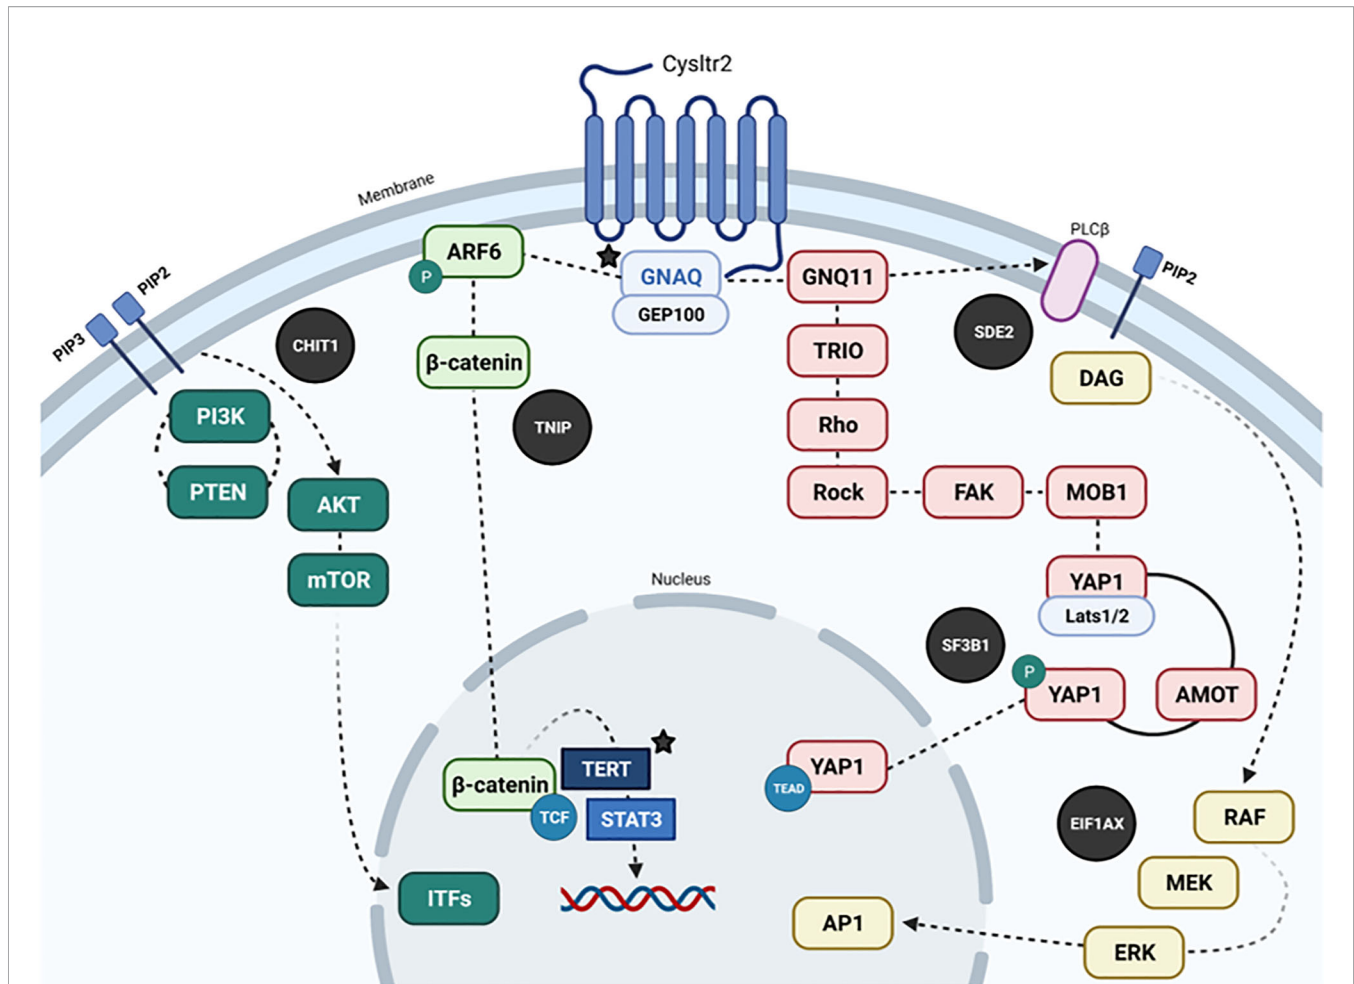 Cysltr2
Membrane
PLCβ
ARF6
P
GNAQ
GEP100
GNQ11
PIP2
PIP2
PIP3
CHIT1
SDE2
TRIO
β-catenin
DAG
PI3K
TNIP
Rho
PTEN
AKT
Rock
FAK
MOB1
mTOR
Nucleus
YAP1
Lats1/2
SF3B1
P
YAP1
AMOT
TERT
YAP1
TEAD
β-catenin
TCF
STAT3
EIF1AX
RAF
MEK
ITFs
AP1
ERK